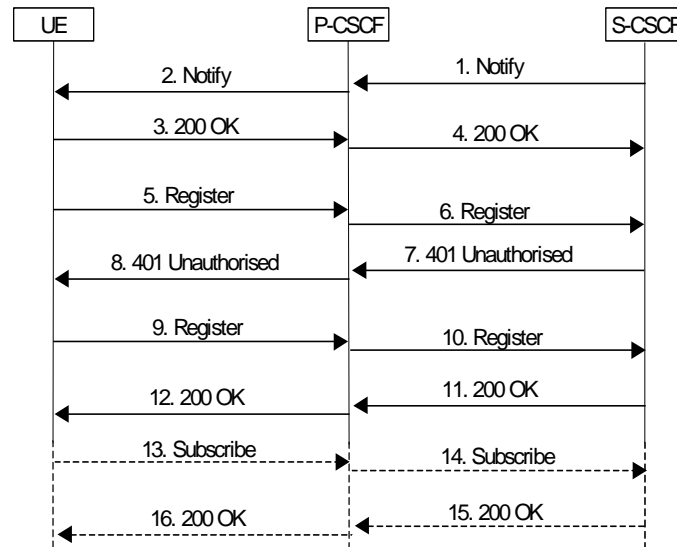 UE
P-CSCF
S-CSCF
1. Notify
2. Notify
3. 200 OK
4. 200 OK
5. Register
6. Register
7. 401 Unauthorised
8. 401 Unauthorised
9. Register
10. Register
11. 200 OK
12. 200 OK
13. Subscribe
14. Subscribe
15. 200 OK
16. 200 OK